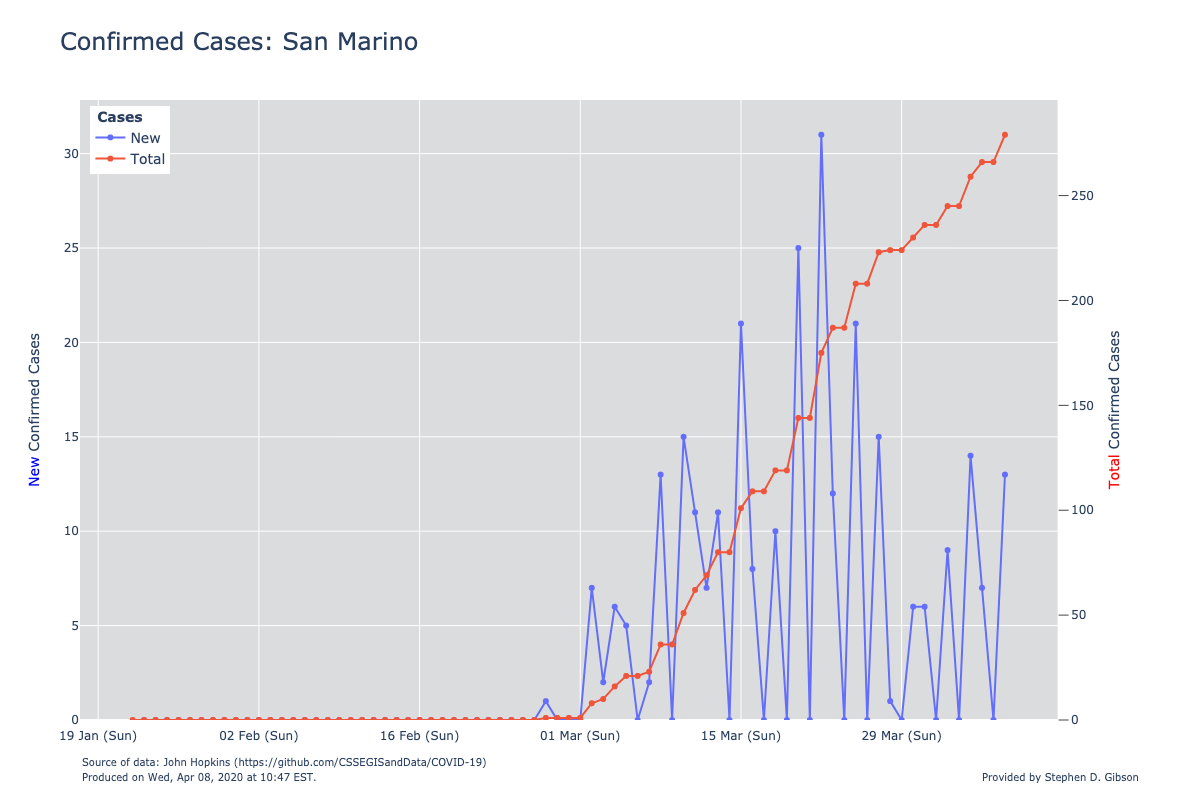 Confirmed Cases: San Marino
Cases
New
Total
30
25
20
15
10
5
0
New Confirmed Cases
250
200
150
100
50
0
Total Confirmed Cases
19 Jan (Sun)
02 Feb (Sun)
16 Feb (Sun)
01 Mar (Sun)
15 Mar (Sun)
29 Mar (Sun)
Source of data: John Hopkins (https://github.com/CSSEGISandData/COVID-19)
Produced on Wed, Apr 08, 2020 at 10:47 EST.
Provided by Stephen D. Gibson